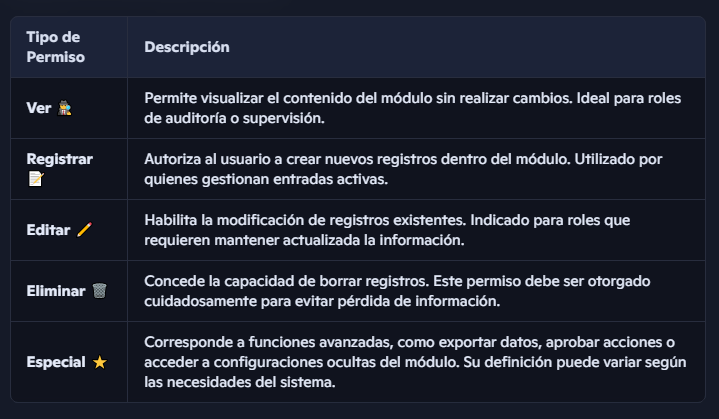 Tipo de
Permiso
Descripción
Ver 🕵️
Permite visualizar el contenido del módulo sin realizar cambios. Ideal para roles
de auditoría o supervisión.
Registrar
📝
Autoriza al usuario a crear nuevos registros dentro del módulo. Utilizado por
quienes gestionan entradas activas.
Editar ✏️
Habilita la modificación de registros existentes. Indicado para roles que
requieren mantener actualizada la información.
Eliminar 🗑️
Concede la capacidad de borrar registros. Este permiso debe ser otorgado
cuidadosamente para evitar pérdida de información.
Especial ⭐
Corresponde a funciones avanzadas, como exportar datos, aprobar acciones o
acceder a configuraciones ocultas del módulo. Su definición puede variar según
las necesidades del sistema.